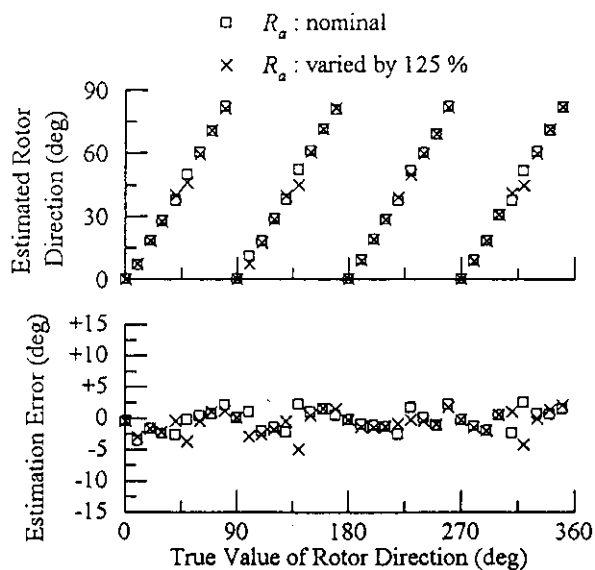 R_a : nominal
R_a : varied by 125 %
Estimated Rotor
Direction (deg)
90
60
30
0
Estimation Error (deg)
+15
+10
+5
0
-5
-10
-15
0 90 180 270 360
True Value of Rotor Direction (deg)